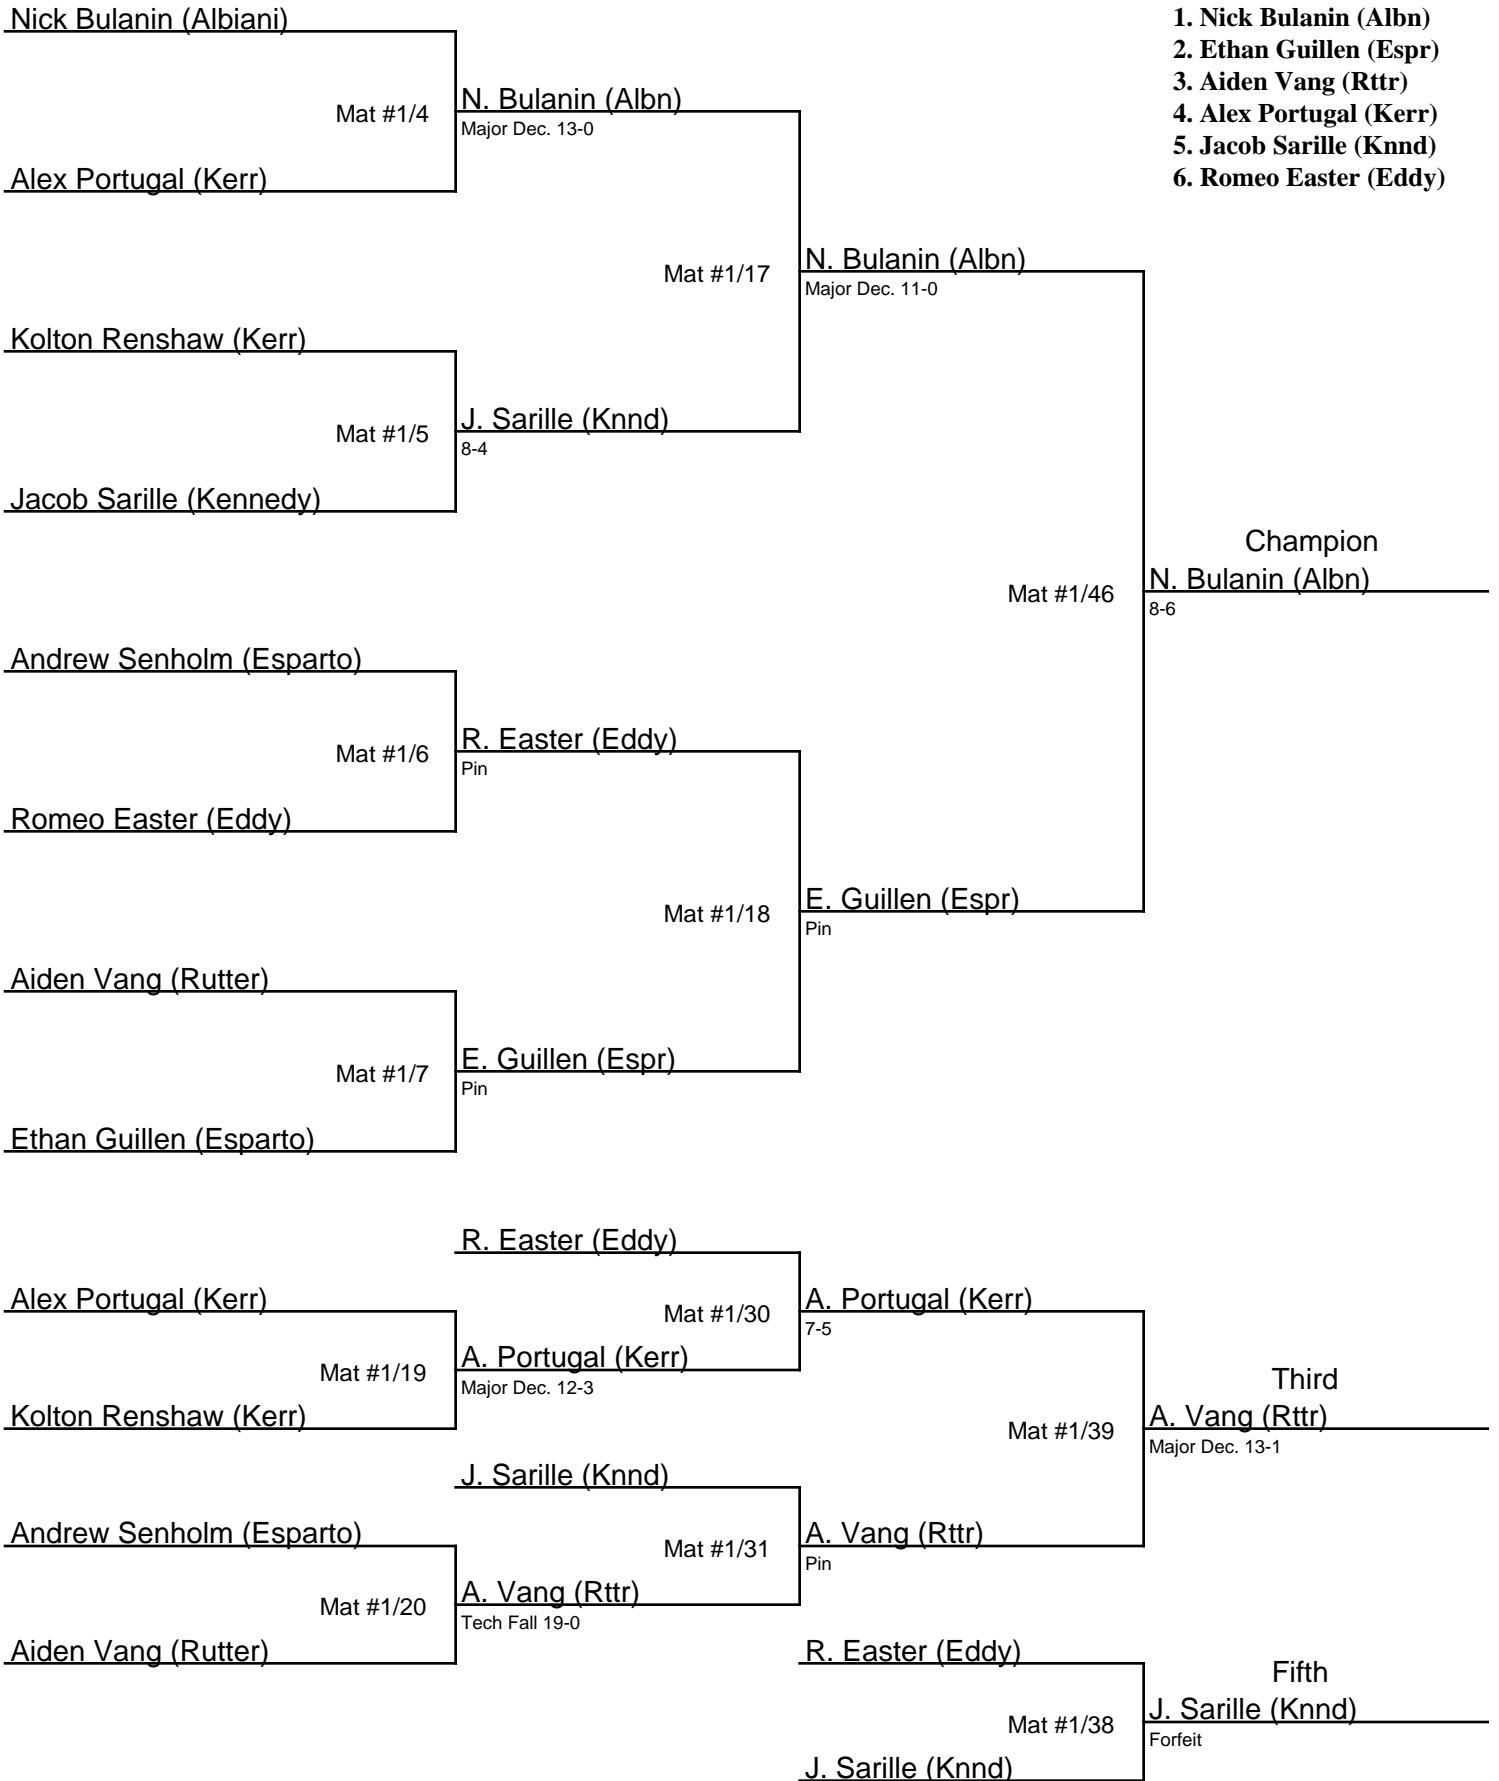 Nick Bulanin (Albiani)
1. Nick Bulanin (Albn)
2. Ethan Guillen (Espr)
3. Aiden Vang (Rttr)
4. Alex Portugal (Kerr)
5. Jacob Sarille (Knnd)
6. Romeo Easter (Eddy)
Mat #1/4
N. Bulanin (Albn)
Major Dec. 13-0
Alex Portugal (Kerr)
Mat #1/17
N. Bulanin (Albn)
Major Dec. 11-0
Kolton Renshaw (Kerr)
Mat #1/5
J. Sarille (Knnd)
8-4
Jacob Sarille (Kennedy)
Champion
Mat #1/46
N. Bulanin (Albn)
8-6
Andrew Senholm (Esparto)
Mat #1/6
R. Easter (Eddy)
Pin
Romeo Easter (Eddy)
Mat #1/18
E. Guillen (Espr)
Pin
Aiden Vang (Rutter)
Mat #1/7
E. Guillen (Espr)
Pin
Ethan Guillen (Esparto)
R. Easter (Eddy)
Alex Portugal (Kerr)
Mat #1/30
A. Portugal (Kerr)
7-5
Mat #1/19
A. Portugal (Kerr)
Major Dec. 12-3
Kolton Renshaw (Kerr)
Third
Mat #1/39
A. Vang (Rttr)
Major Dec. 13-1
J. Sarille (Knnd)
Andrew Senholm (Esparto)
Mat #1/31
A. Vang (Rttr)
Pin
Mat #1/20
A. Vang (Rttr)
Tech Fall 19-0
Aiden Vang (Rutter)
R. Easter (Eddy)
Fifth
Mat #1/38
J. Sarille (Knnd)
Forfeit
J. Sarille (Knnd)